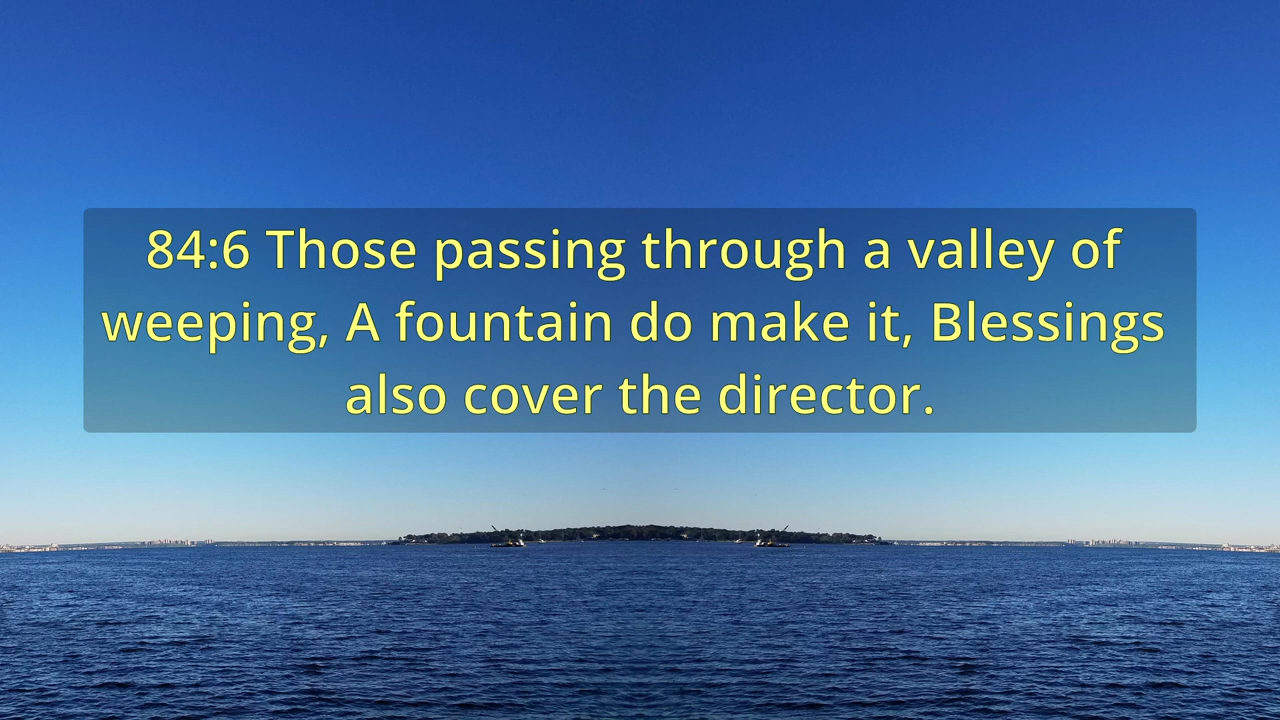 84:6 Those passing through a valley of
weeping, A fountain do make it, Blessings
also cover the director.